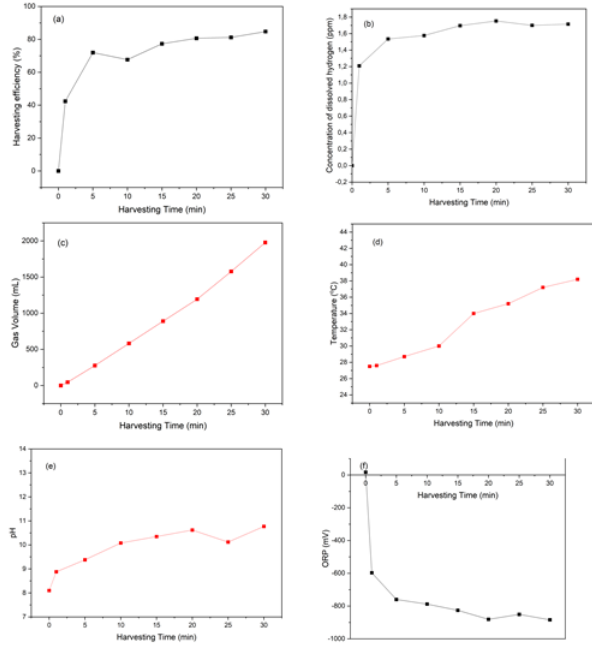 (a)
Harvesting efficiency (%)
100
80
60
40
20
0
0 5 10 15 20 25 30
Harvesting Time (min)
(b)
Concentration of dissolved hydrogen (ppm)
1,8
1,6
1,4
1,2
1,0
0,8
0,6
0,4
0,2
0,0
0,2
0 5 10 15 20 25 30
Harvesting Time (min)
(c)
Gas Volume (mL)
2000
1500
1000
500
0
0 5 10 15 20 25 30
Harvesting Time (min)
(d)
Temperature (°C)
44
42
40
38
36
34
32
30
28
26
24
0 5 10 15 20 25 30
Harvesting Time (min)
(e)
pH
14
13
12
11
10
9
8
7
0 5 10 15 20 25 30
Harvesting Time (min)
(f)
ORP (mV)
0
-200
-400
-600
-800
-1000
0 5 10 15 20 25 30
Harvesting Time (min)